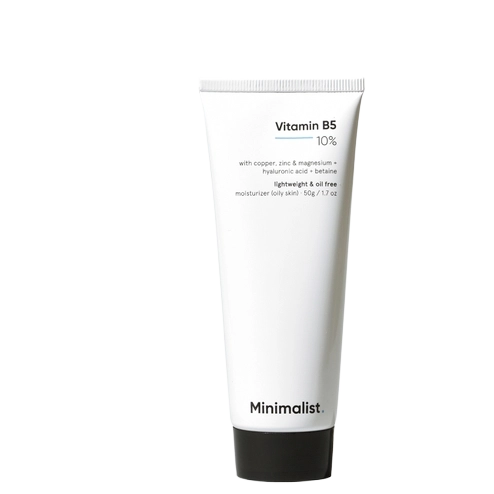 Vitamin B5
10%
with copper, zinc & magnesium +
hyaluronic acid + betaine
lightweight & oil free
moisturizer (oily skin) · 50g / 1.7 oz
Minimalist